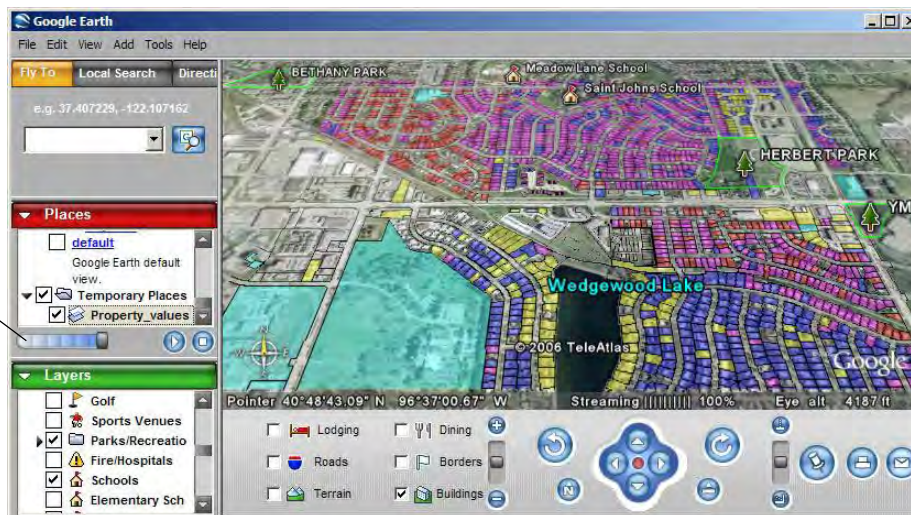 Google Earth
File Edit View Add Tools Help
Fly To Local Search Directi
e.g. 37.407229, -122.107162
Places
default
Google Earth default
view.
Temporary Places
Property_values
Layers
Golf
Sports Venues
Parks/Recreatio
Fire/Hospitals
Schools
Elementary Sch
BETHANY PARK
Meadow Lane School
Saint Johns School
HERBERT PARK
YM
Wedgewood Lake
N
W E
© 2006 TeleAtlas
Google
Pointer 40°48'43.09" N 96°37'00.67" W Streaming |||||||||| 100% Eye alt 4187 ft
Lodging Dining
Roads Borders
Terrain Buildings
N